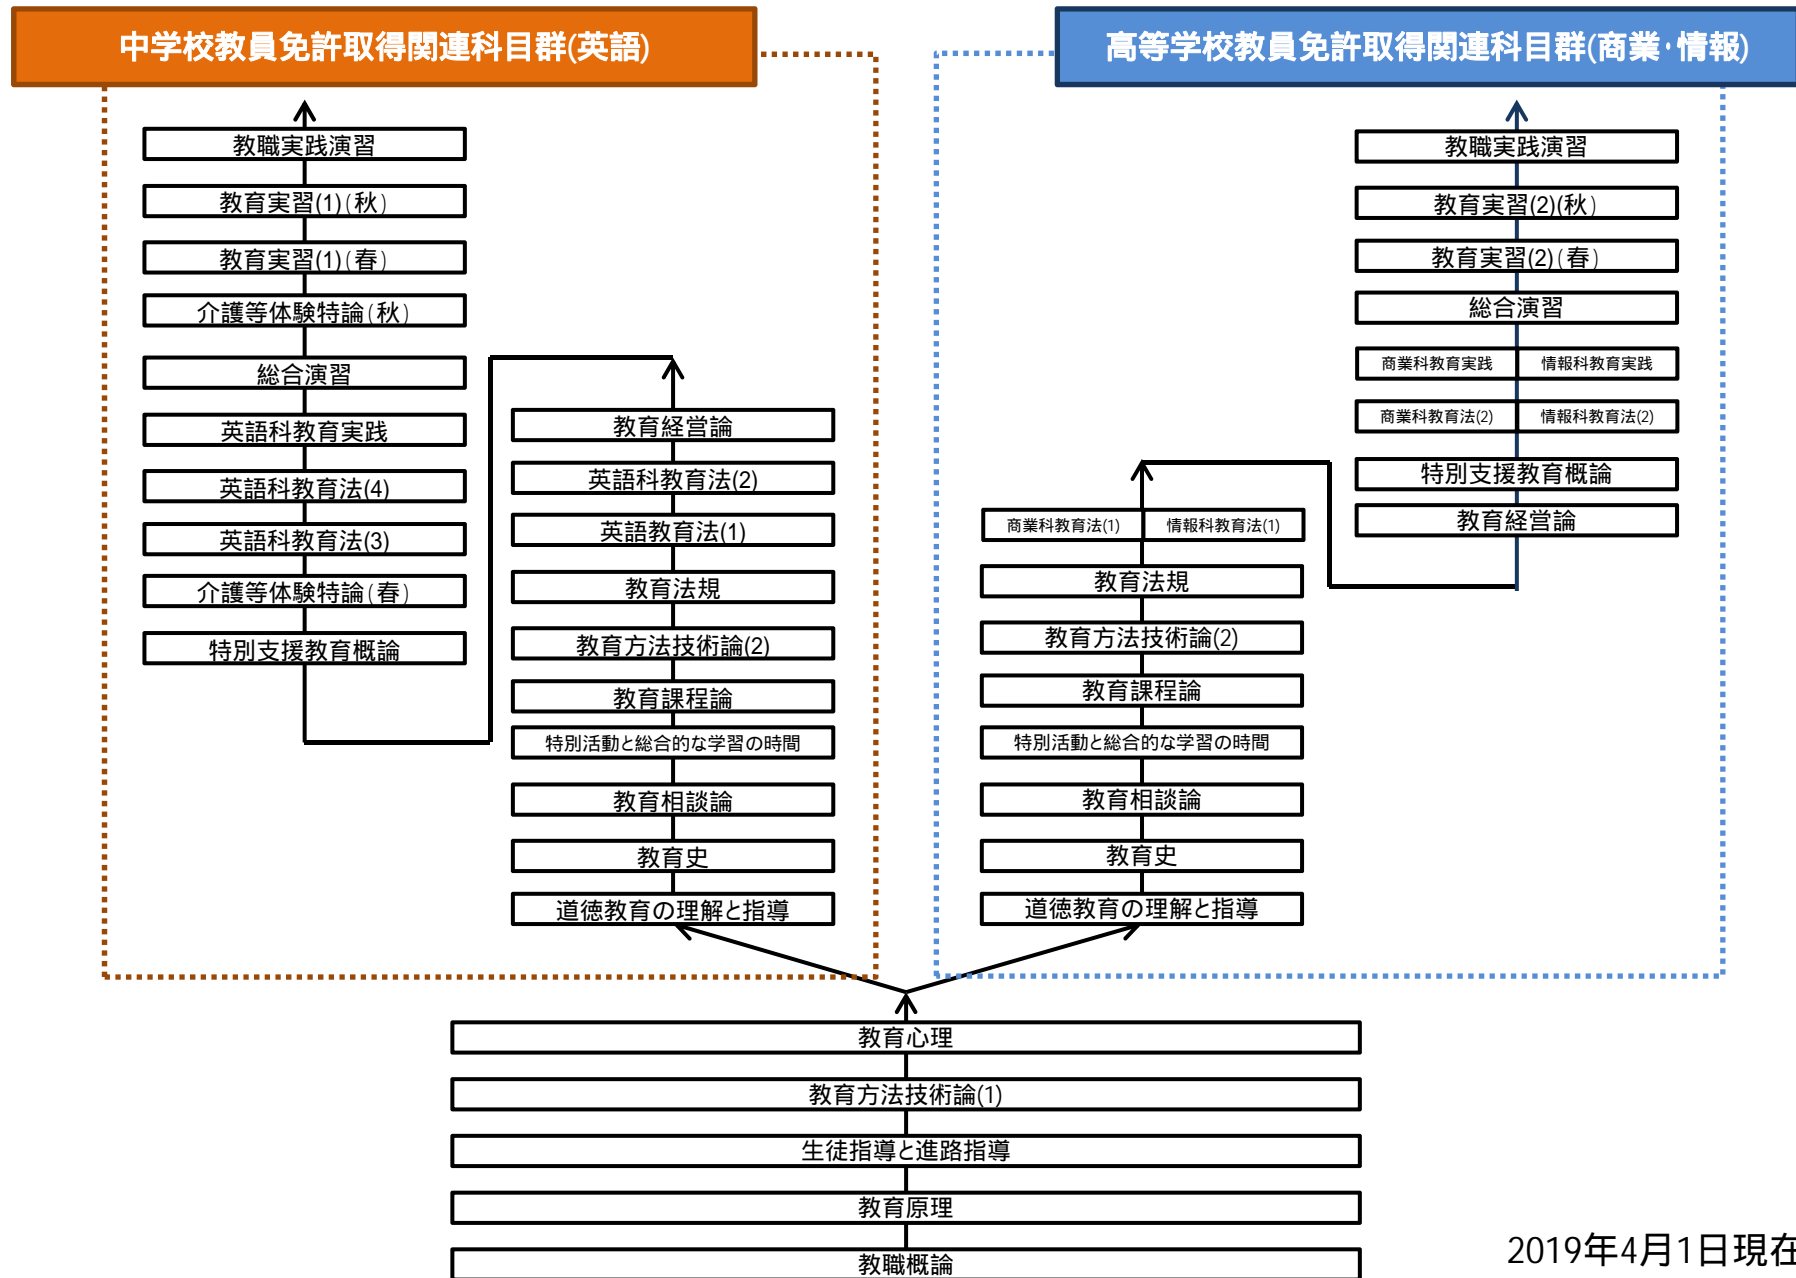 中学校教員免許取得関連科目群(英語)
高等学校教員免許取得関連科目群(商業・情報)
教職実践演習
教育実習(1)(秋)
教育実習(1)(春)
介護等体験特論(秋)
総合演習
英語科教育実践
英語科教育法(4)
英語科教育法(3)
介護等体験特論(春)
特別支援教育概論
教育経営論
英語科教育法(2)
英語教育法(1)
教育法規
教育方法技術論(2)
教育課程論
特別活動と総合的な学習の時間
教育相談論
教育史
道徳教育の理解と指導
商業科教育法(1) 情報科教育法(1)
教育法規
教育方法技術論(2)
教育課程論
特別活動と総合的な学習の時間
教育相談論
教育史
道徳教育の理解と指導
教職実践演習
教育実習(2)(秋)
教育実習(2)(春)
総合演習
商業科教育実践 情報科教育実践
商業科教育法(2) 情報科教育法(2)
特別支援教育概論
教育経営論
教育心理
教育方法技術論(1)
生徒指導と進路指導
教育原理
教職概論
2019年4月1日現在